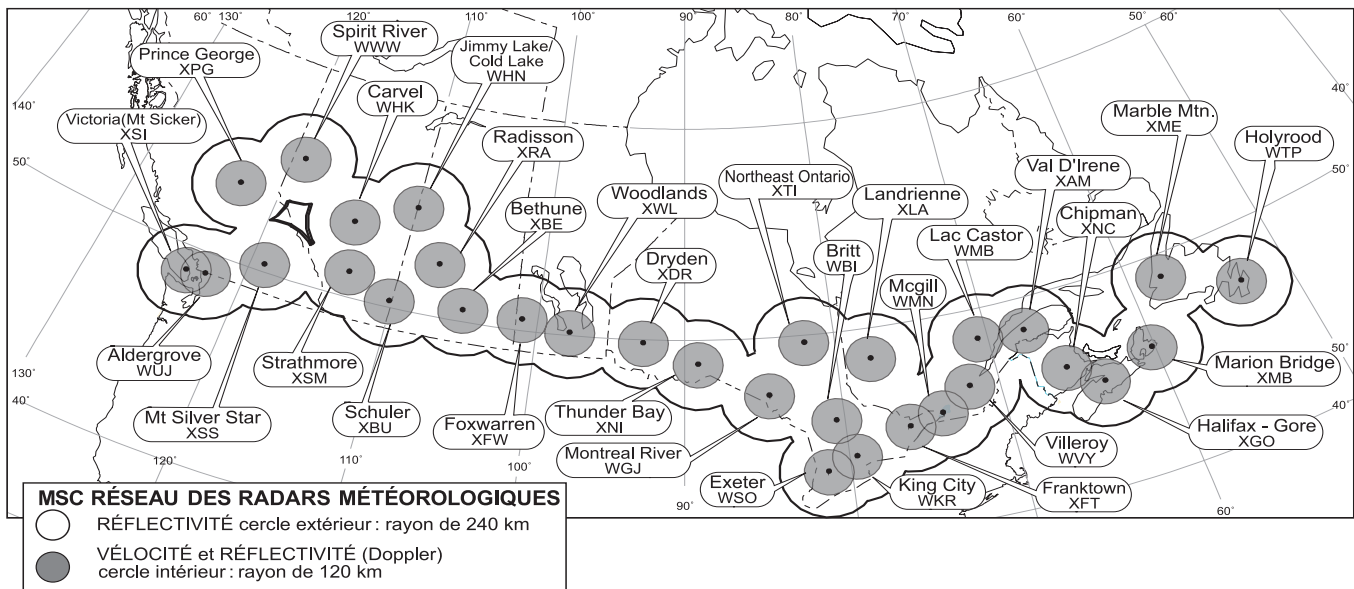 60˚
130˚
120˚
110˚
100˚
90˚
80˚
70˚
60˚
50˚
60˚
40˚
140˚
50˚
50˚
130˚
40˚
50˚
40˚
120˚
110˚
100˚
90˚
60˚
Prince George
XPG
Spirit River
WWW
Jimmy Lake/
Cold Lake
WHN
Victoria(Mt Sicker)
XSI
Carvel
WHK
Radisson
XRA
Bethune
XBE
Woodlands
XWL
Dryden
XDR
Northeast Ontario
XTI
Landrienne
XLA
Britt
WBI
Mcgill
WMN
Lac Castor
WMB
Val D'Irene
XAM
Chipman
XNC
Marble Mtn.
XME
Holyrood
WTP
Aldergrove
WUJ
Mt Silver Star
XSS
Strathmore
XSM
Schuler
XBU
Foxwarren
XFW
Thunder Bay
XNI
Montreal River
WGJ
Exeter
WSO
King City
WKR
Franktown
XFT
Villeroy
WVY
Halifax - Gore
XGO
Marion Bridge
XMB
MSC RÉSEAU DES RADARS MÉTÉOROLOGIQUES
RÉFLECTIVITÉ cercle extérieur : rayon de 240 km
VÉLOCITÉ et RÉFLECTIVITÉ (Doppler)
cercle intérieur : rayon de 120 km